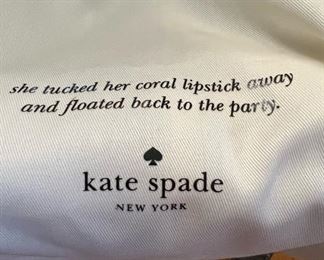 she tucked her coral lipstick away
and floated back to the party.
kate spade
NEW YORK